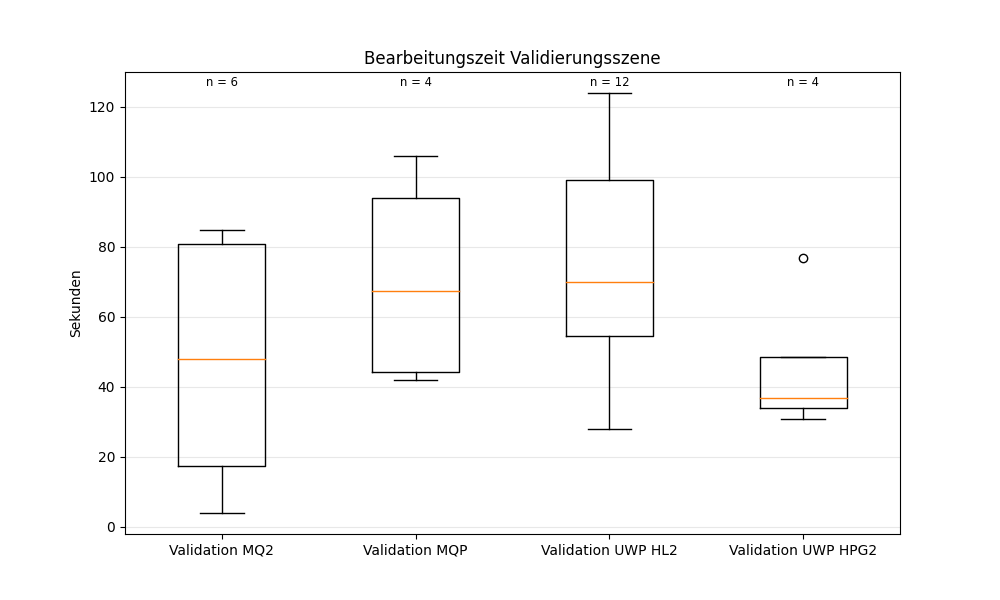 Bearbeitungszeit Validierungsszene
n = 6 n = 4 n = 12 n = 4
120
100
80
60
40
20
0
Sekunden
Validation MQ2 Validation MQP Validation UWP HL2 Validation UWP HPG2